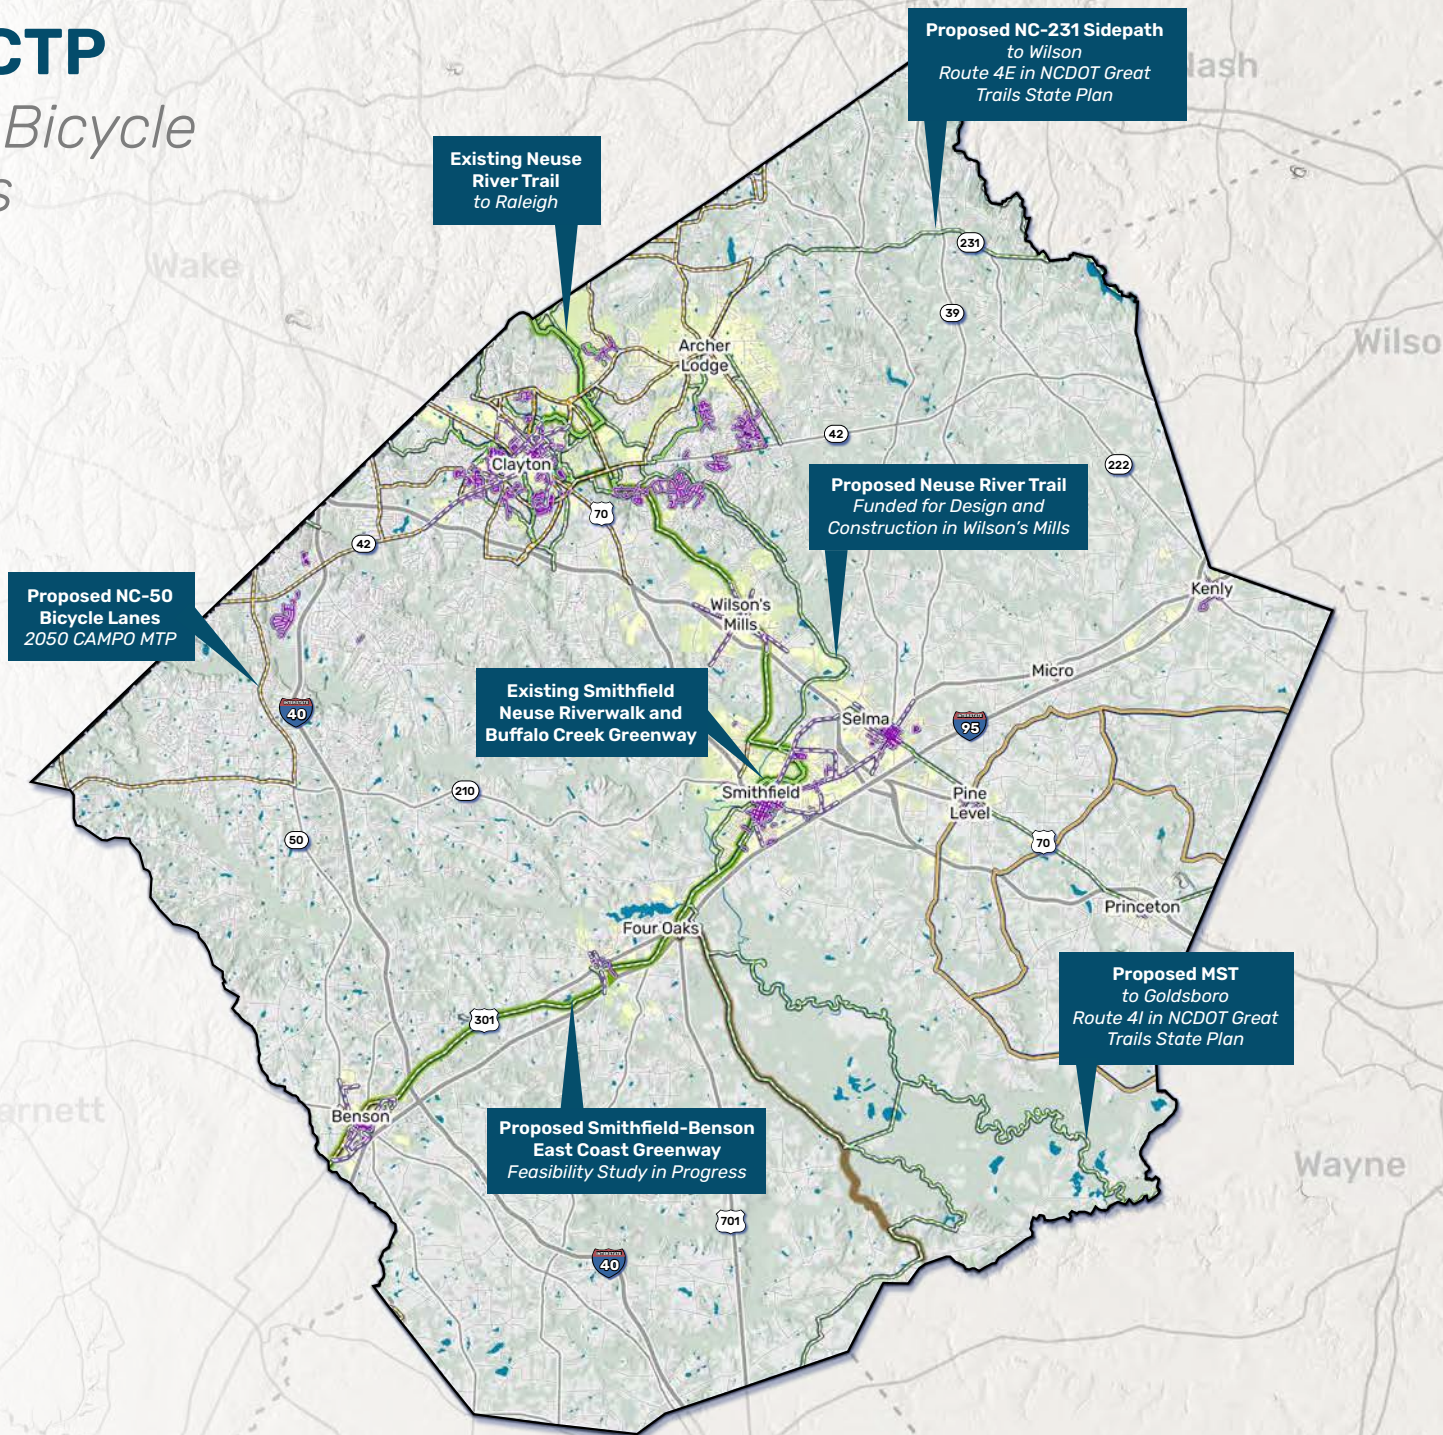 CTP
Bicycle
s
Proposed NC-231 Sidepath
to Wilson
Route 4E in NCDOT Great
Trails State Plan
Nash
Existing Neuse
River Trail
to Raleigh
Wake
231
39
Wilso
Archer
Lodge
42
Clayton
222
Proposed Neuse River Trail
Funded for Design and
Construction in Wilson's Mills
70
42
Proposed NC-50
Bicycle Lanes
2050 CAMPO MTP
Kenly
Wilson's
Mills
Micro
Existing Smithfield
Neuse Riverwalk and
Buffalo Creek Greenway
INTERSTATE
40
Selma
INTERSTATE
95
210
Smithfield
Pine
Level
50
70
Princeton
Four Oaks
Proposed MST
to Goldsboro
Route 4I in NCDOT Great
Trails State Plan
301
arnett
Benson
Proposed Smithfield-Benson
East Coast Greenway
Feasibility Study in Progress
Wayne
701
INTERSTATE
40